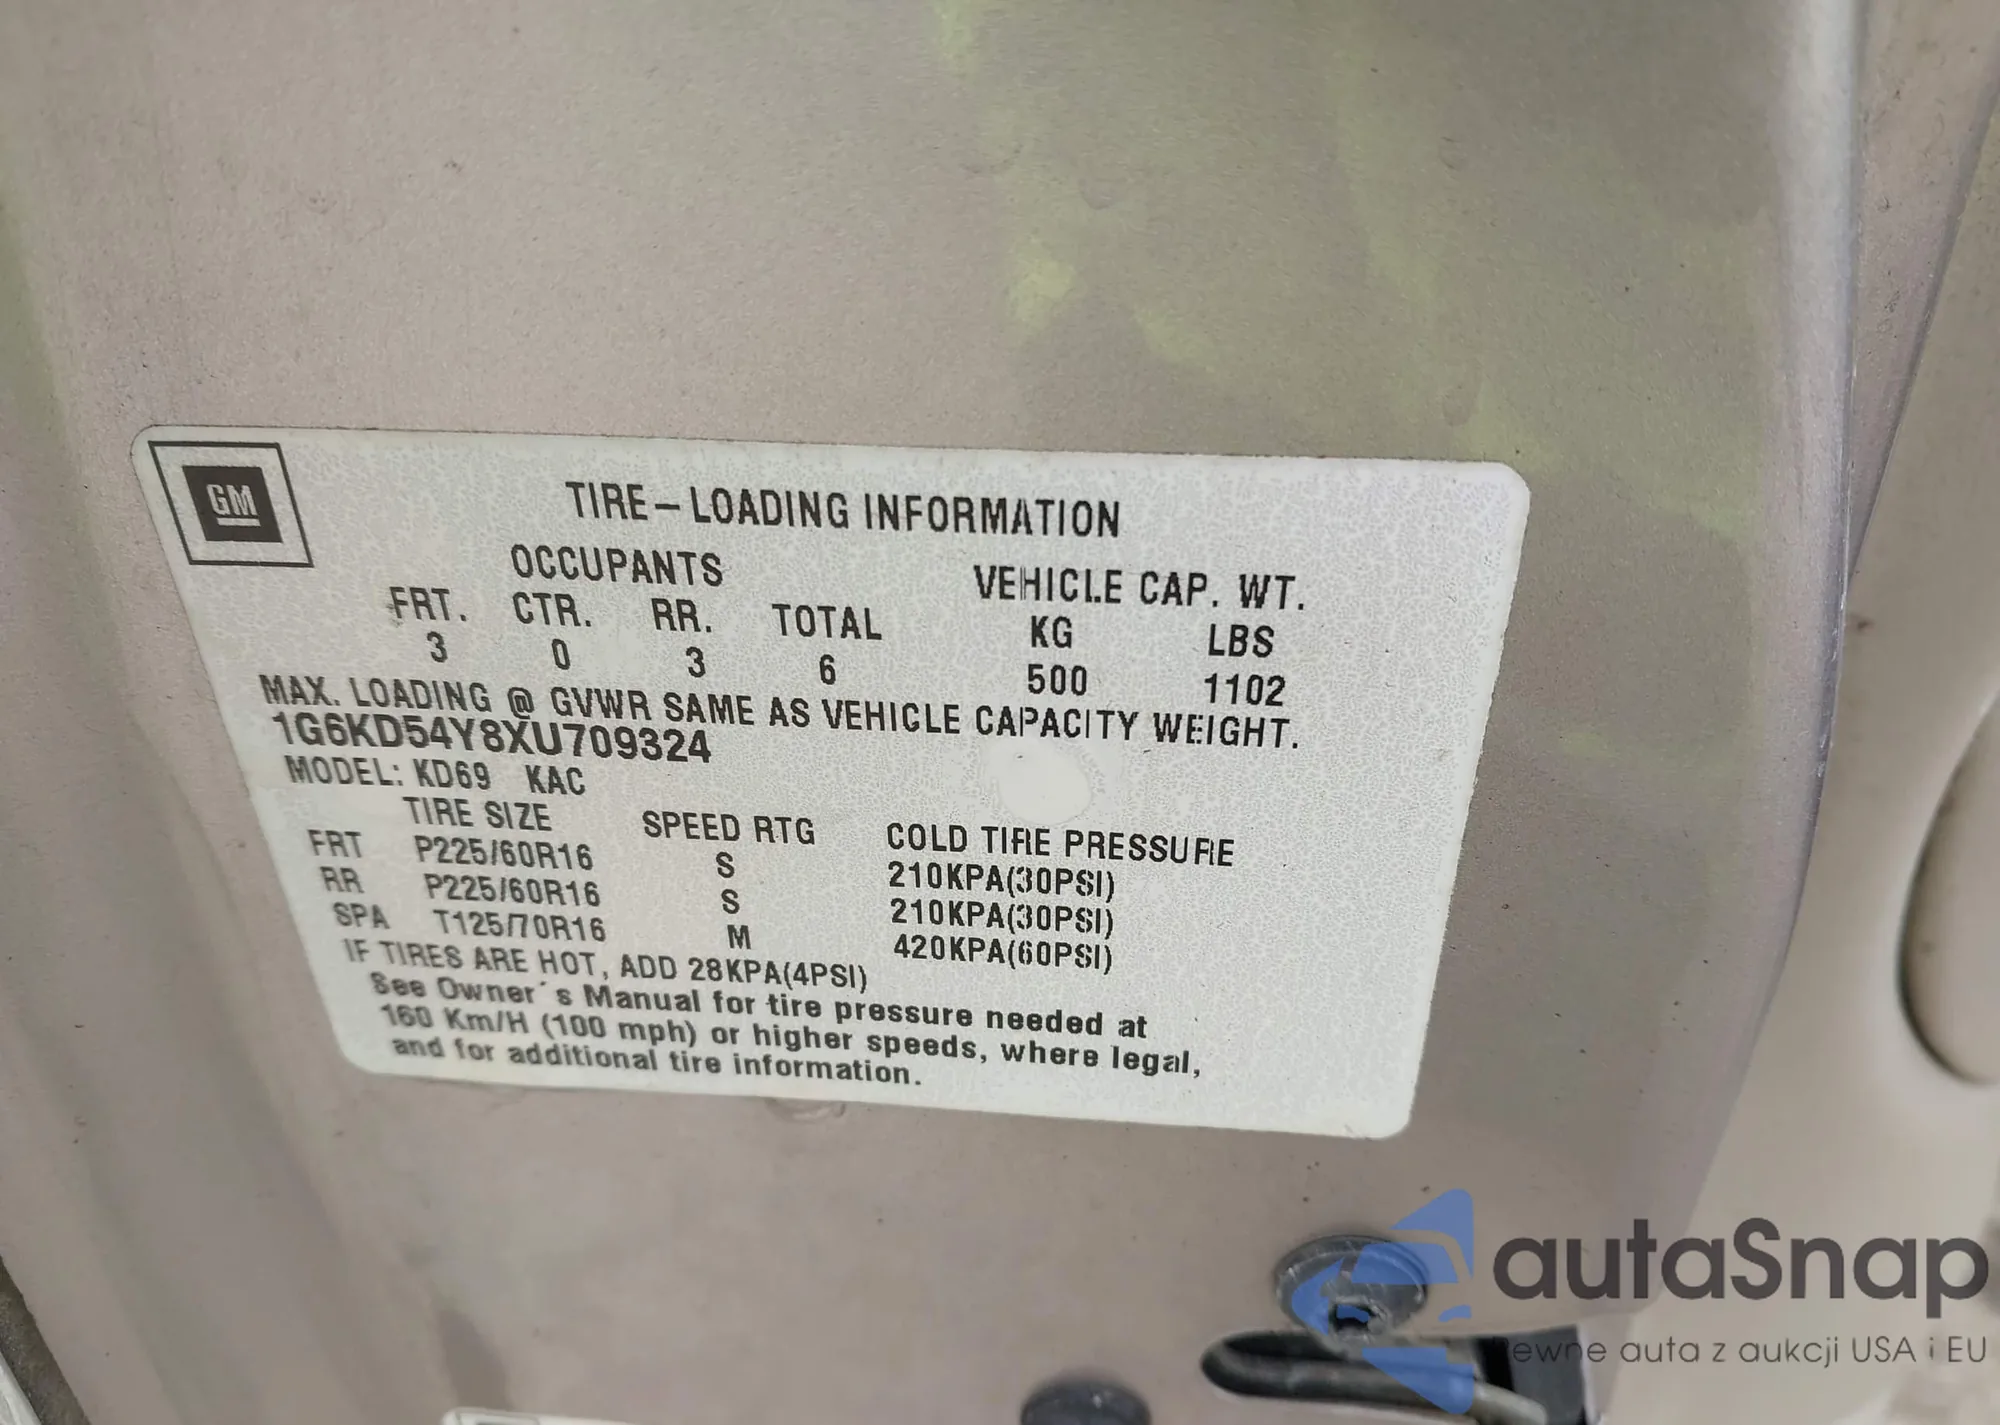 GM
TIRE-LOADING INFORMATION
OCCUPANTS VEHICLE CAP. WT.
FRT. CTR. RR. TOTAL KG LBS
3 0 3 6 500 1102
MAX. LOADING @ GVWR SAME AS VEHICLE CAPACITY WEIGHT.
1G6KD54Y8XU709324
MODEL: KD69 KAC
TIRE SIZE SPEED RTG COLD TIRE PRESSURE
FRT P225/60R16 S 210KPA(30PSI)
RR P225/60R16 S 210KPA(30PSI)
SPA T125/70R16 M 420KPA(60PSI)
IF TIRES ARE HOT, ADD 28KPA(4PSI)
See Owner´s Manual for tire pressure needed at
160 Km/H (100 mph) or higher speeds, where legal,
and for additional tire information.
autaSnap
Pewne auta z aukcji USA i EU